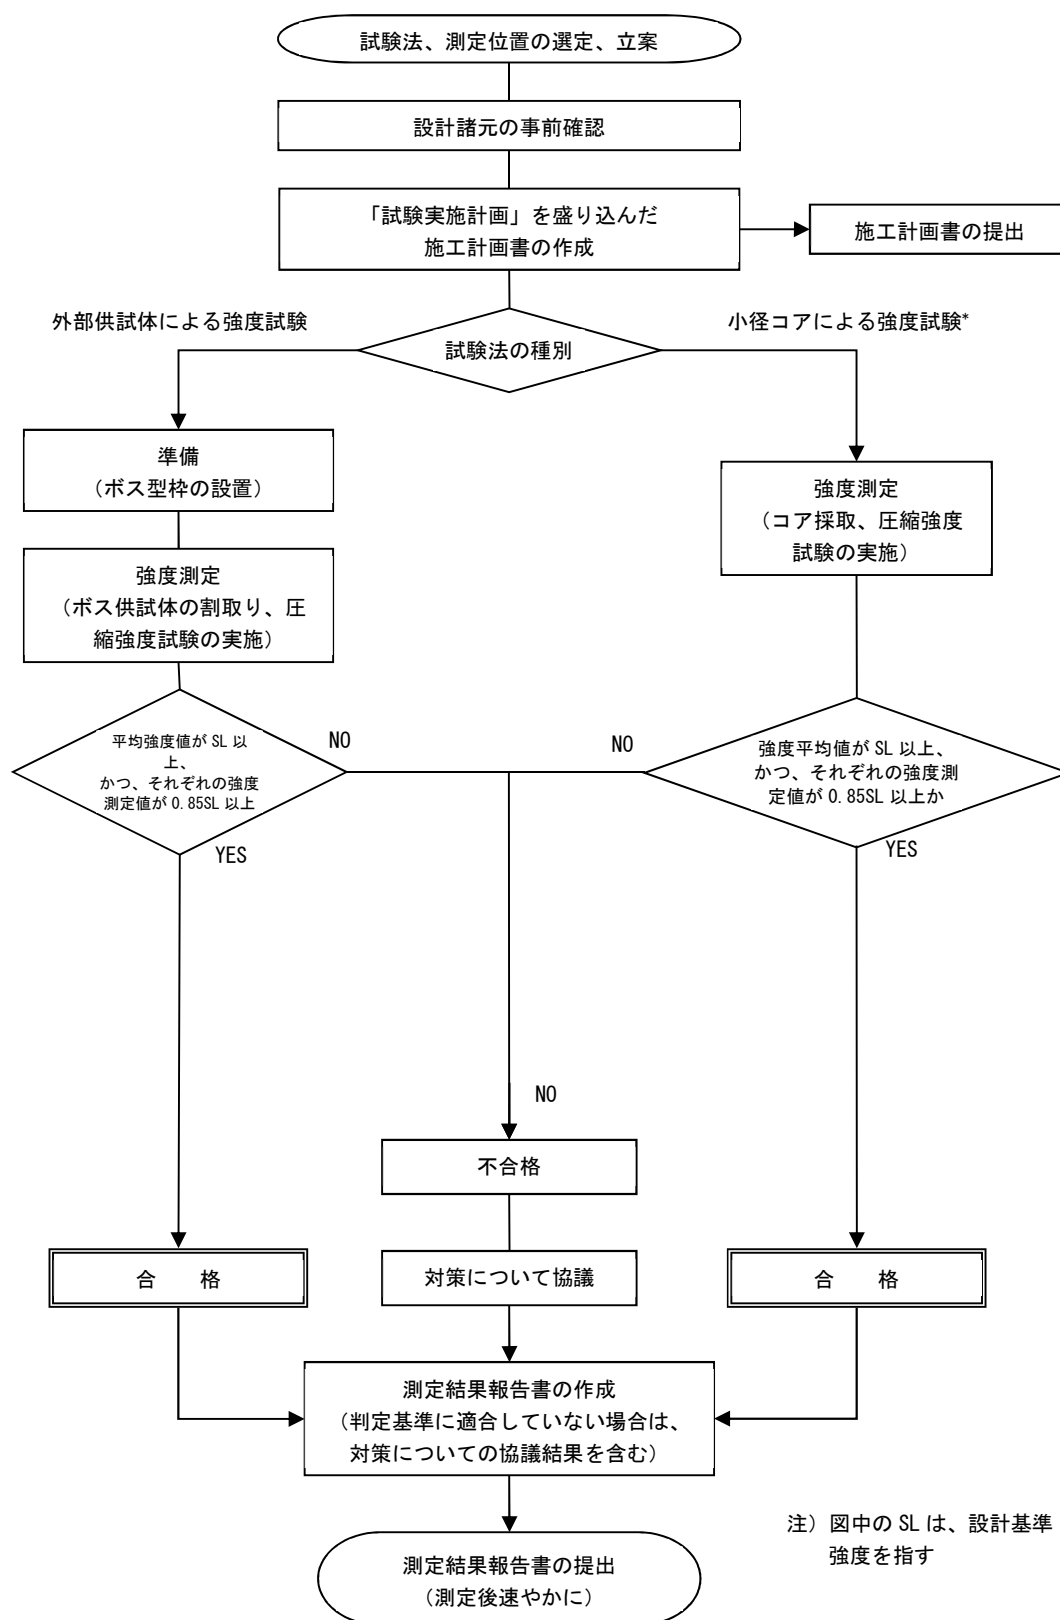 試験法、測定位置の選定、立案
設計諸元の事前確認
「試験実施計画」を盛り込んだ
施工計画書の作成
施工計画書の提出
外部供試体による強度試験
小径コアによる強度試験*
試験法の種別
準備
（ボス型枠の設置）
強度測定
（ボス供試体の割取り、圧
縮強度試験の実施）
強度測定
（コア採取、圧縮強度
試験の実施）
平均強度値が SL 以
上、
かつ、それぞれの強度
測定値が 0.85SL 以上
NO
NO
強度平均値が SL 以上、
かつ、それぞれの強度測
定値が 0.85SL 以上か
YES
YES
NO
不合格
合　格
対策について協議
合　格
測定結果報告書の作成
（判定基準に適合していない場合は、
対策についての協議結果を含む）
測定結果報告書の提出
（測定後速やかに）
注）図中の SL は、設計基準
強度を指す